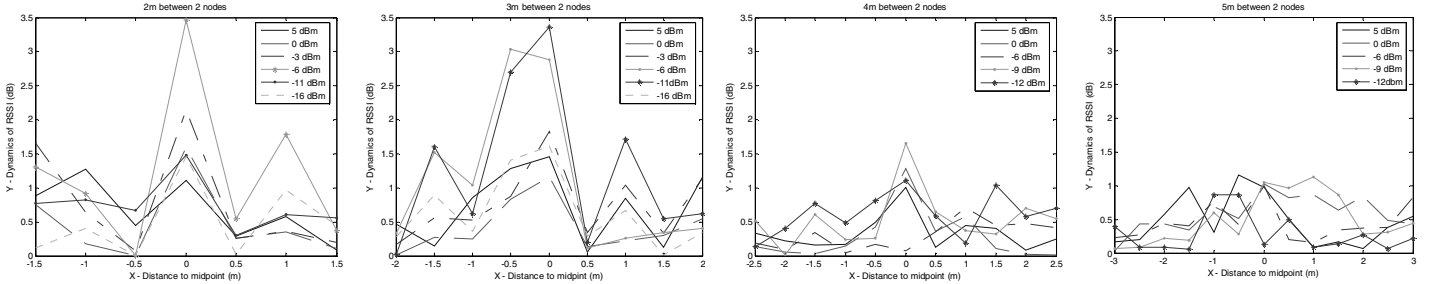 2m between 2 nodes
3.5
3
2.5
2
1.5
1
0.5
0
-1.5 -1 -0.5 0 0.5 1 1.5
X - Distance to midpoint (m)
Y - Dynamics of RSSI (dB)
5 dBm
0 dBm
-3 dBm
-6 dBm
-11 dBm
-16 dBm
3m between 2 nodes
3.5
3
2.5
2
1.5
1
0.5
0
-2 -1.5 -1 -0.5 0 0.5 1 1.5 2
X - Distance to midpoint (m)
Y - Dynamics of RSSI (dB)
5 dBm
0 dBm
-3 dBm
-6 dBm
-11dBm
-16 dBm
4m between 2 nodes
3.5
3
2.5
2
1.5
1
0.5
0
-2.5 -2 -1.5 -1 -0.5 0 0.5 1 1.5 2 2.5
X - Distance to midpoint (m)
Y - Dynamics of RSSI (dB)
5 dBm
0 dBm
-6 dBm
-9 dBm
-12 dBm
5m between 2 nodes
3.5
3
2.5
2
1.5
1
0.5
0
-3 -2 -1 0 1 2 3
X - Distance to midpoint (m)
Y - Dynamics of RSSI (dB)
5 dBm
0 dBm
-6 dBm
-9 dBm
-12dbm